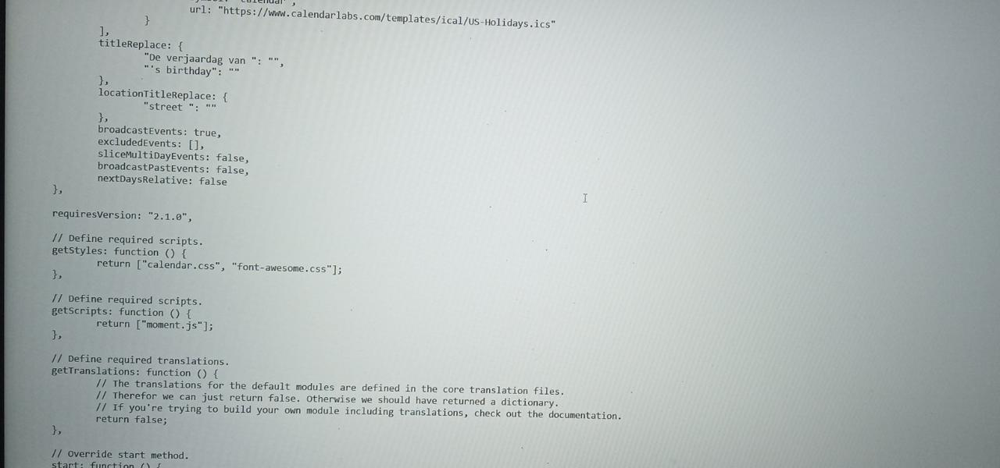 url: "https://www.calendarlabs.com/templates/ical/US-Holidays.ics"
}
],
titleReplace: {
"De verjaardag van ": "",
"'s birthday": ""
},
locationTitleReplace: {
"street ": ""
},
broadcastEvents: true,
excludedEvents: [],
sliceMultiDayEvents: false,
broadcastPastEvents: false,
nextDaysRelative: false
},
requiresVersion: "2.1.0",
// Define required scripts.
getStyles: function () {
return ["calendar.css", "font-awesome.css"];
},
// Define required scripts.
getScripts: function () {
return ["moment.js"];
},
// Define required translations.
getTranslations: function () {
// The translations for the default modules are defined in the core translation files.
// Therefor we can just return false. Otherwise we should have returned a dictionary.
// If you're trying to build your own module including translations, check out the documentation.
return false;
},
// Override start method.
start: function () {